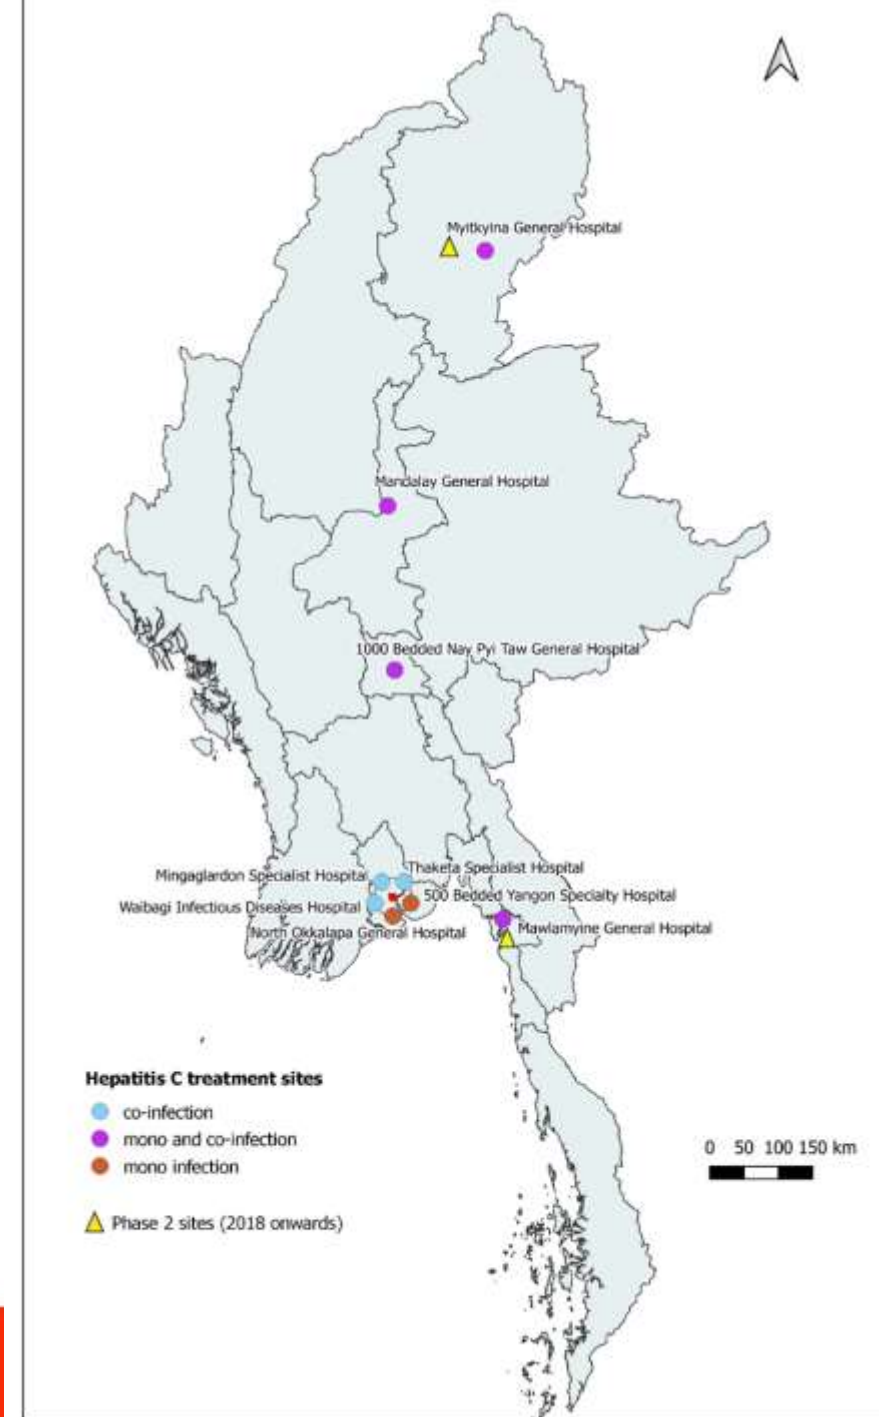 Myitkyina General Hospital
Mandalay General Hospital
1000 Bedded Nay Pyi Taw General Hospital
Thaketa Specialist Hospital
Mingaglardon Specialist Hospital
500 Bedded Yangon Specialty Hospital
Waibagi Infectious Diseases Hospital
Mawlamyine General Hospital
North Okkalapa General Hospital
Hepatitis C treatment sites
co-infection
mono and co-infection
mono infection
Phase 2 sites (2018 onwards)
0 50 100 150 km